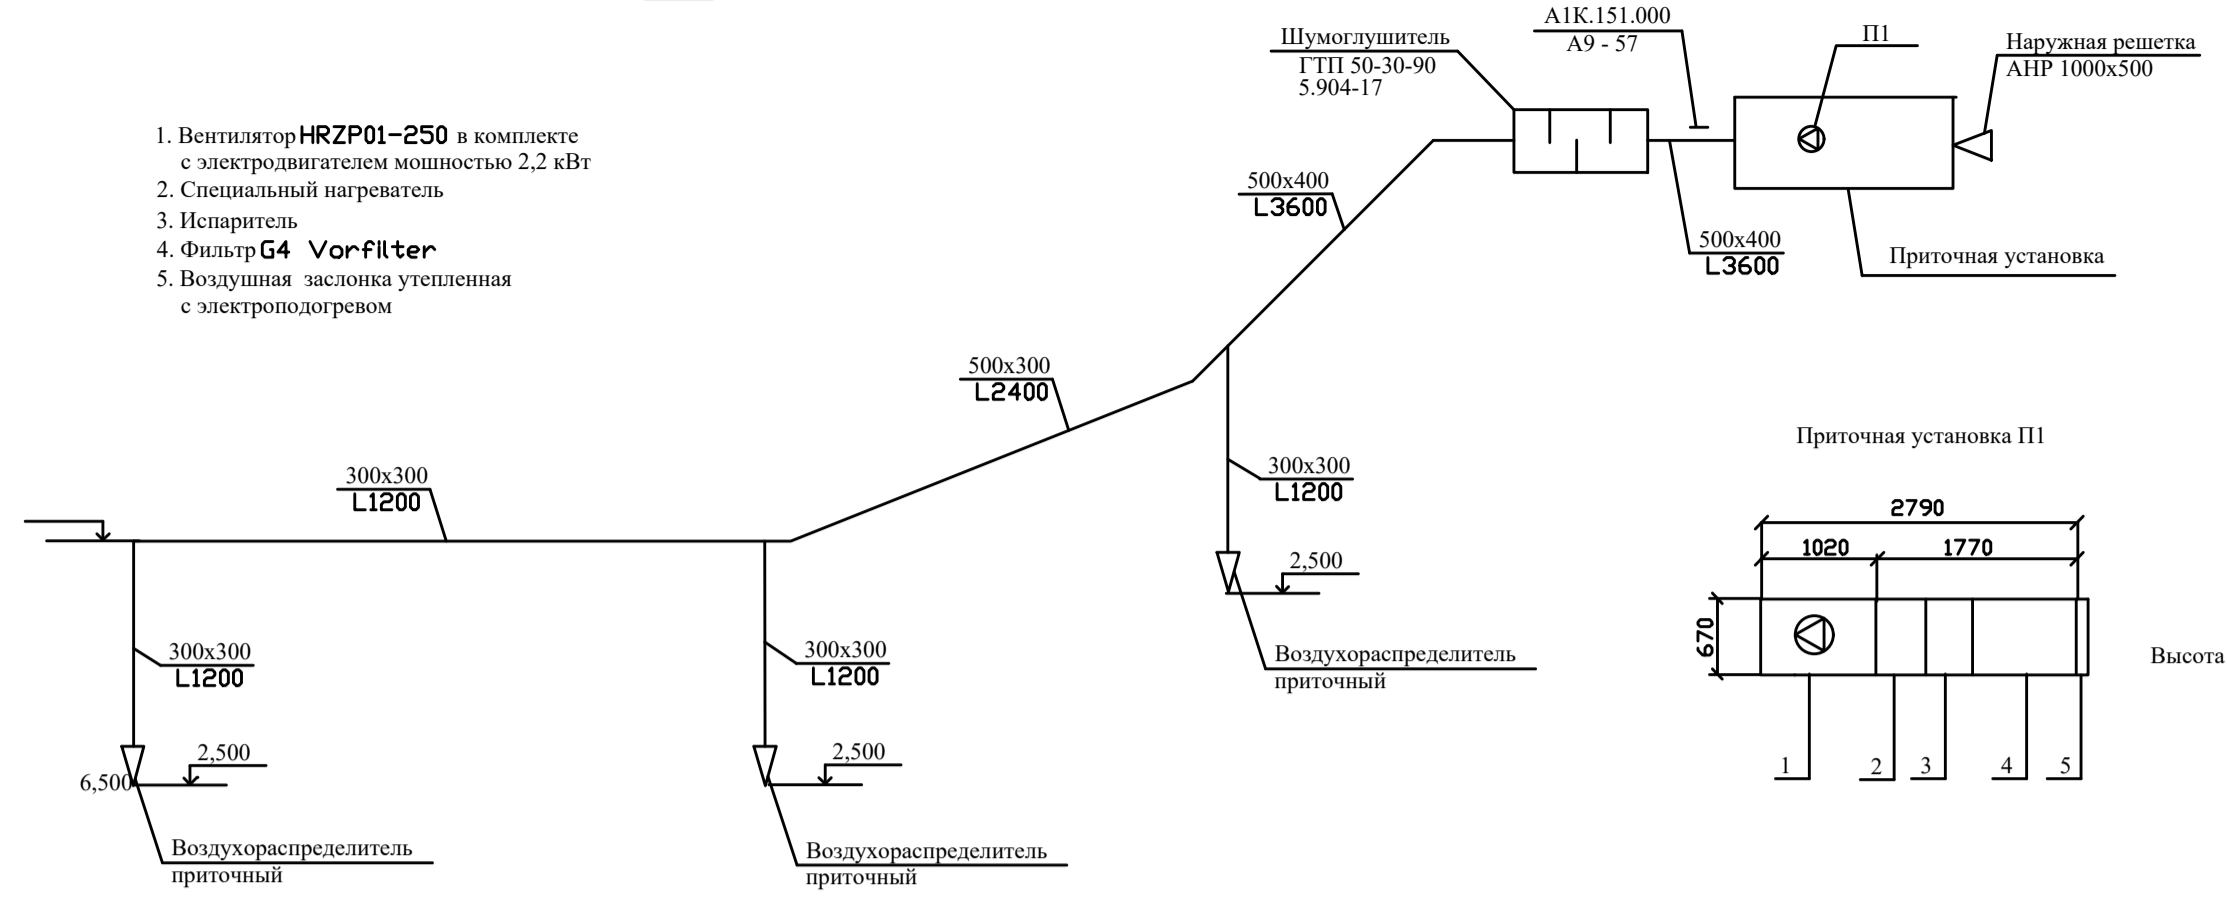 А1К.151.000
А9 - 57
П1
Шумоглушитель
ГТП 50-30-90
5.904-17
Наружная решетка
АНР 1000х500
1. Вентилятор HRZP01-250 в комплекте
с электродвигателем мошностью 2,2 кВт
2. Специальный нагреватель
3. Испаритель
4. Фильтр G4 Vorfilter
5. Воздушная заслонка утепленная
с электроподогревом
500х400
L3600
500х400
L3600
Приточная установка
500х300
L2400
300х300
L1200
300х300
L1200
2,500
Воздухораспределитель
приточный
300х300
L1200
2,500
6,500
Воздухораспределитель
приточный
300х300
L1200
2,500
Воздухораспределитель
приточный
Приточная установка П1
2790
1020
1770
670
Высота
1
2
3
4
5